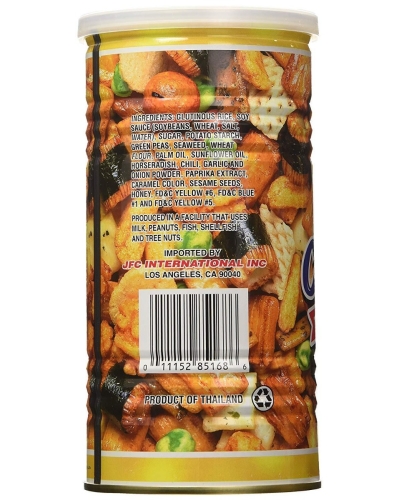 INGREDIENTS: GLUTINOUS RICE, SOY
SAUCE (SOYBEANS, WHEAT, SALT,
WATER), SUGAR, POTATO STARCH,
GREEN PEAS, SEAWEED, WHEAT
FLOUR, PALM OIL, SUNFLOWER OIL,
HORSERADISH, CHILI, GARLIC AND
ONION POWDER, PAPRIKA EXTRACT,
CARAMEL COLOR, SESAME SEEDS,
HONEY, FD&C YELLOW #6, FD&C BLUE
#1 AND FD&C YELLOW #5.
PRODUCED IN A FACILITY THAT USES
MILK, PEANUTS, FISH, SHELLFISH
AND TREE NUTS.
IMPORTED BY
JFC INTERNATIONAL INC
LOS ANGELES, CA 90040
0 11152 85168 6
PRODUCT OF THAILAND